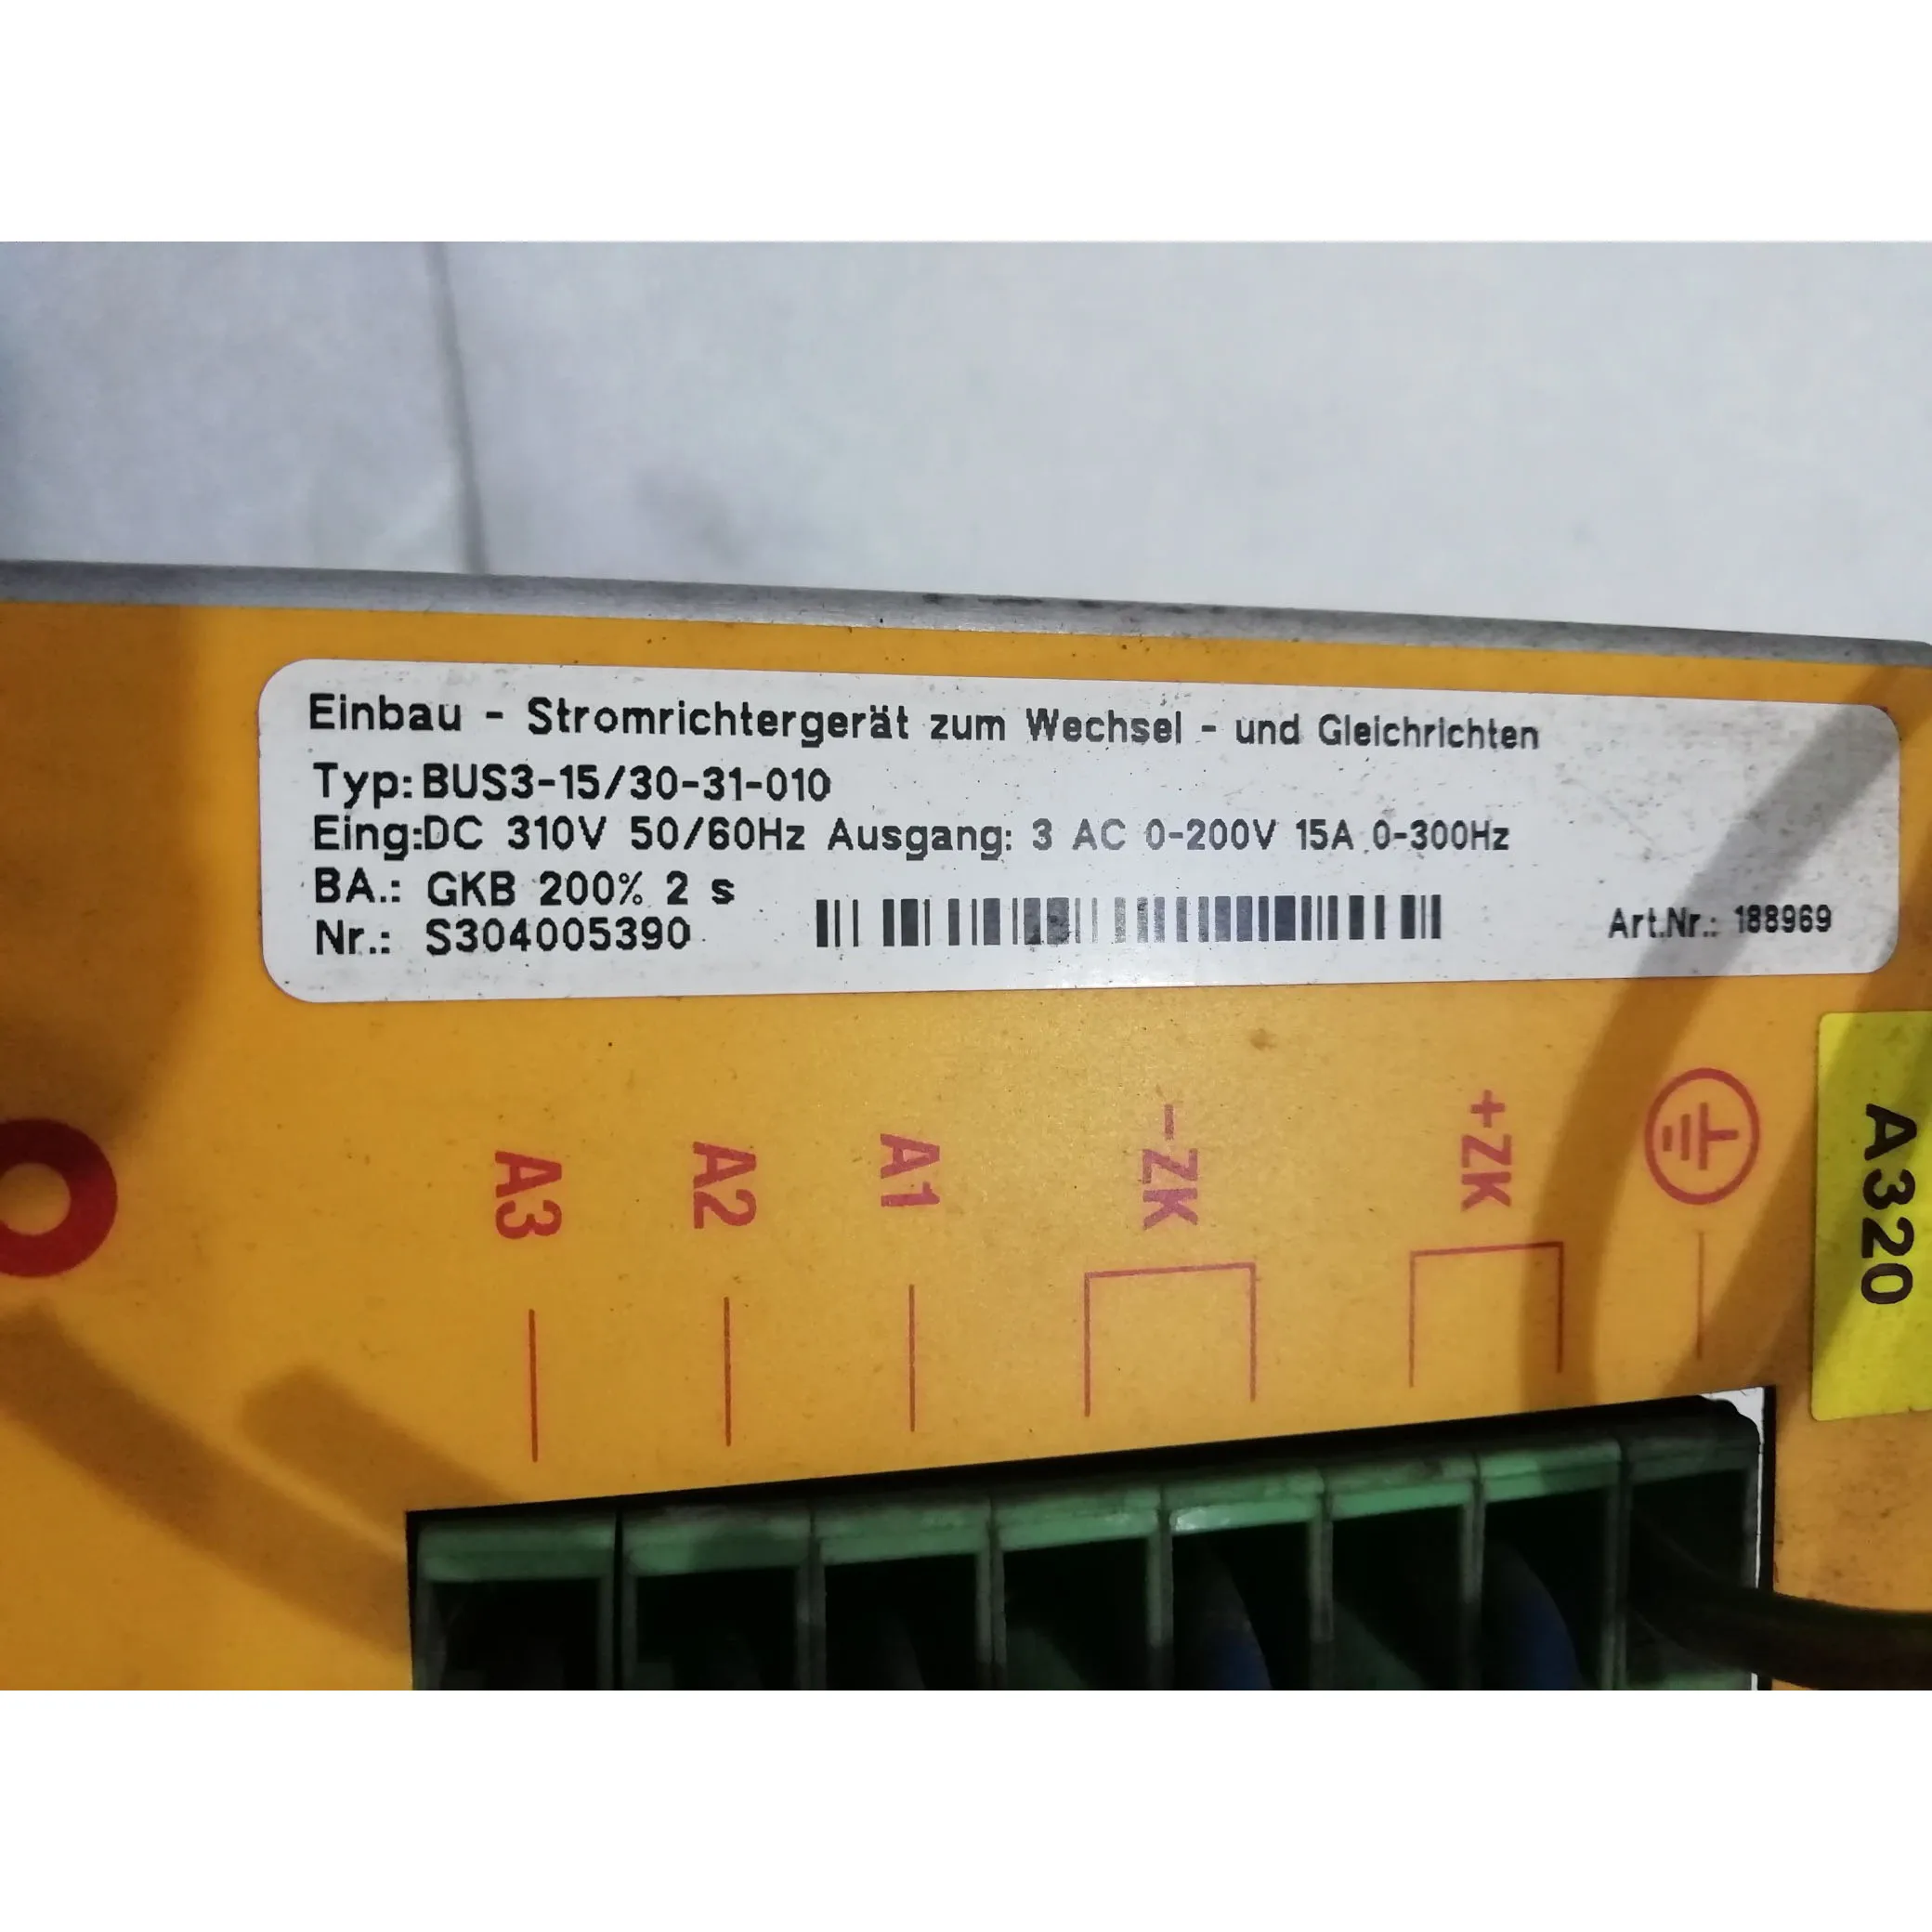 Einbau - Stromrichtergerät zum Wechsel - und Gleichrichten
Typ: BUS3-15/30-31-010
Eing:DC 310V 50/60Hz Ausgang: 3 AC 0-200V 15A 0-300Hz
BA.: GKB 200% 2 s
Nr.: S304005390
Art.Nr.: 188969
A3
A2
A1
-ZK
+ZK
A320